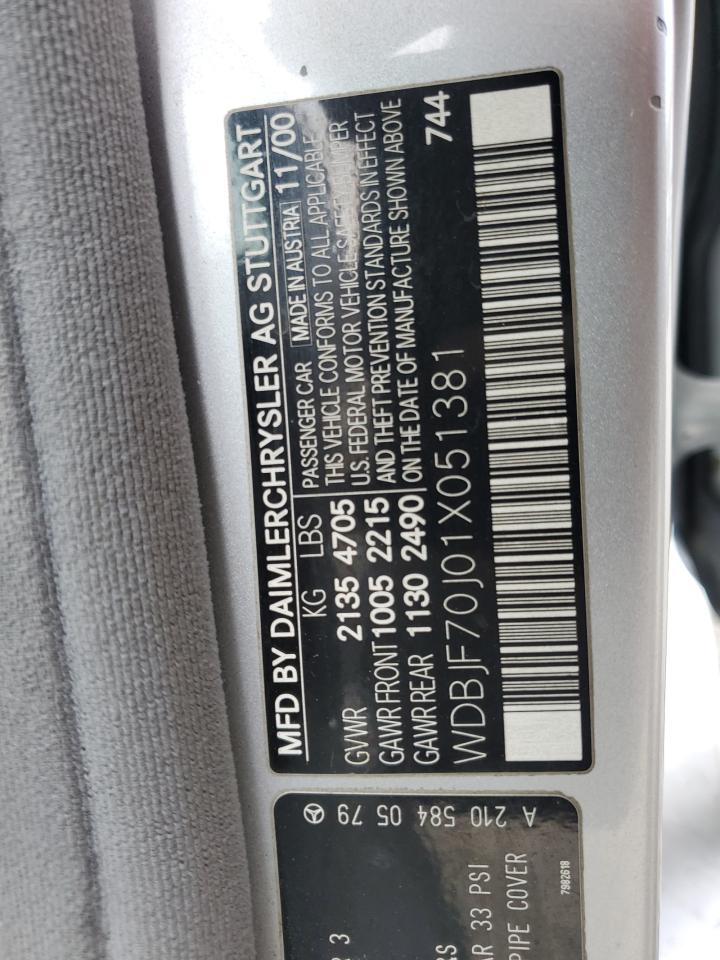 MFD BY DAIMLERCHRYSLER AG STUTTGART
KG LBS
GVWR 2135 4705
GAWR FRONT 1005 2215
GAWR REAR 1130 2490
PASSENGER CAR MADE IN AUSTRIA 11/00
THIS VEHICLE CONFORMS TO ALL APPLICABLE
U.S. FEDERAL MOTOR VEHICLE SAFETY BUMPER
AND THEFT PREVENTION STANDARDS IN EFFECT
ON THE DATE OF MANUFACTURE SHOWN ABOVE
WDBJF70J01X051381 744
A 210 584 05 79
3
33 PSI
PIPE COVER
7982618